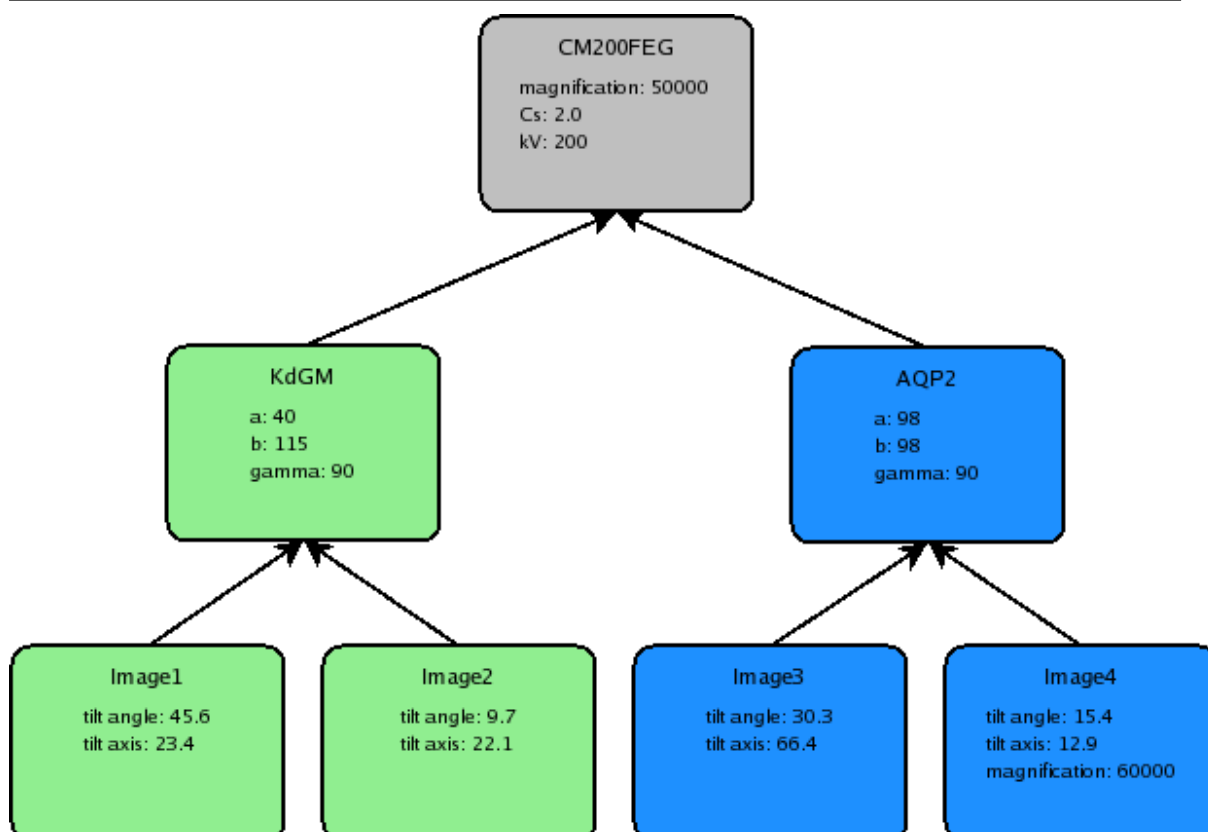 CM200FEG
magnification: 50000
Cs: 2.0
kV: 200
KdGM
a: 40
b: 115
gamma: 90
AQP2
a: 98
b: 98
gamma: 90
Image1
tilt angle: 45.6
tilt axis: 23.4
Image2
tilt angle: 9.7
tilt axis: 22.1
Image3
tilt angle: 30.3
tilt axis: 66.4
Image4
tilt angle: 15.4
tilt axis: 12.9
magnification: 60000